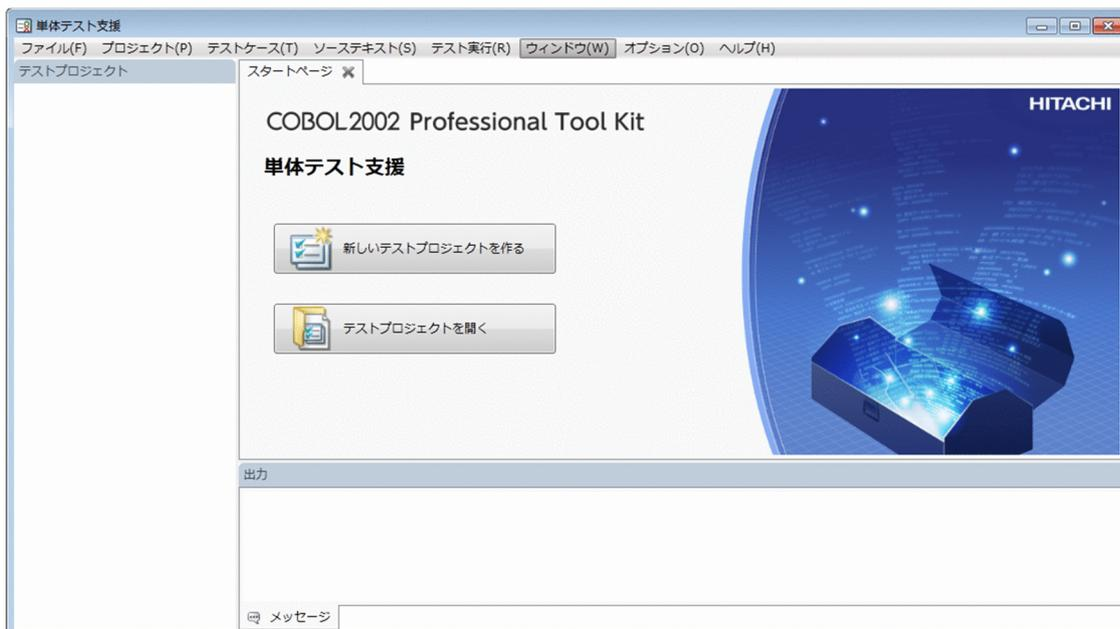 単体テスト支援
ファイル(F) プロジェクト(P) テストケース(T) ソーステキスト(S) テスト実行(R) ウィンドウ(W) オプション(O) ヘルプ(H)
テストプロジェクト
スタートページ
HITACHI
COBOL2002 Professional Tool Kit
単体テスト支援
新しいテストプロジェクトを作る
テストプロジェクトを開く
出力
メッセージ